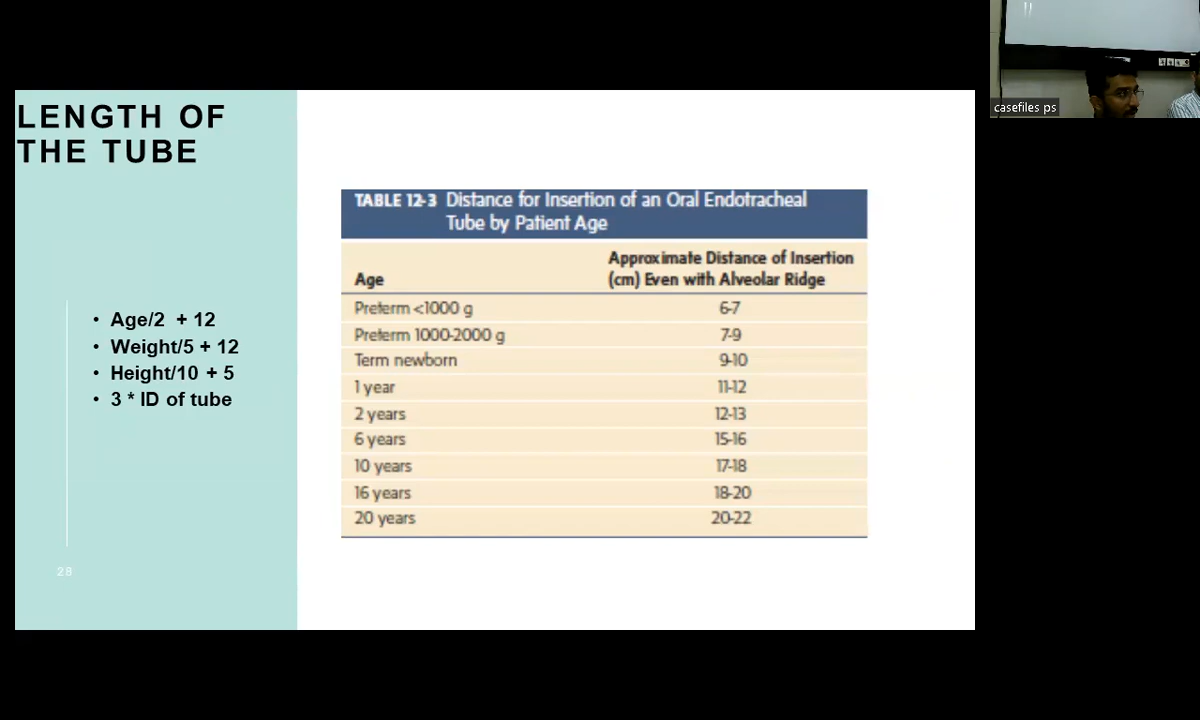 LENGTH OF
THE TUBE
• Age/2 + 12
• Weight/5 + 12
• Height/10 + 5
• 3 * ID of tube
28
TABLE 12-3 Distance for Insertion of an Oral Endotracheal
Tube by Patient Age
Approximate Distance of Insertion
Age (cm) Even with Alveolar Ridge
Preterm <1000 g 6-7
Preterm 1000-2000 g 7-9
Term newborn 9-10
1 year 11-12
2 years 12-13
6 years 15-16
10 years 17-18
16 years 18-20
20 years 20-22
casefiles ps